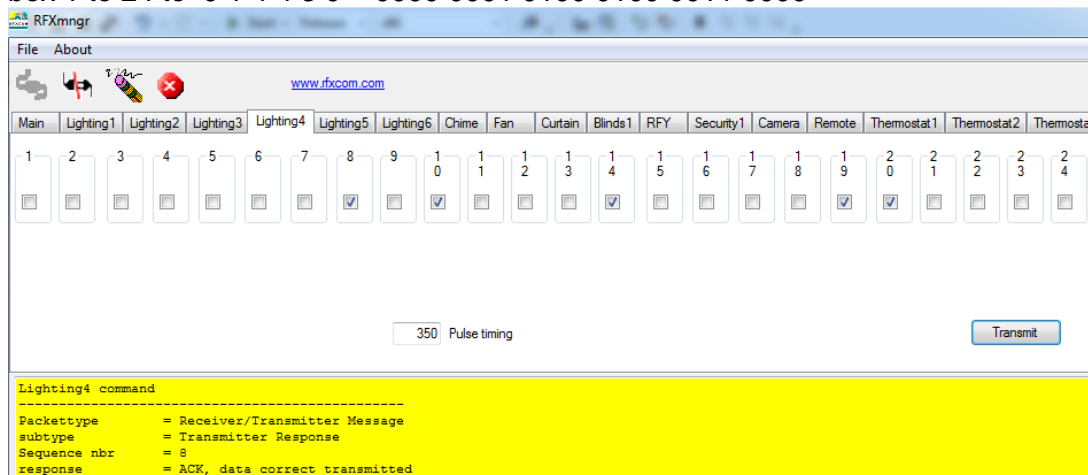 RFXmngr
File About
www.rfxcom.com
Main Lighting1 Lighting2 Lighting3 Lighting4 Lighting5 Lighting6 Chime Fan Curtain Blinds1 RFY Security1 Camera Remote Thermostat1 Thermostat2 Thermosta
1 2 3 4 5 6 7 8 9 10 11 12 13 14 15 16 17 18 19 20 21 22 23 24
350 Pulse timing Transmit
Lighting4 command
------------------------------------------------
Packettype = Receiver/Transmitter Message
subtype = Transmitter Response
Sequence nbr = 8
response = ACK, data correct transmitted